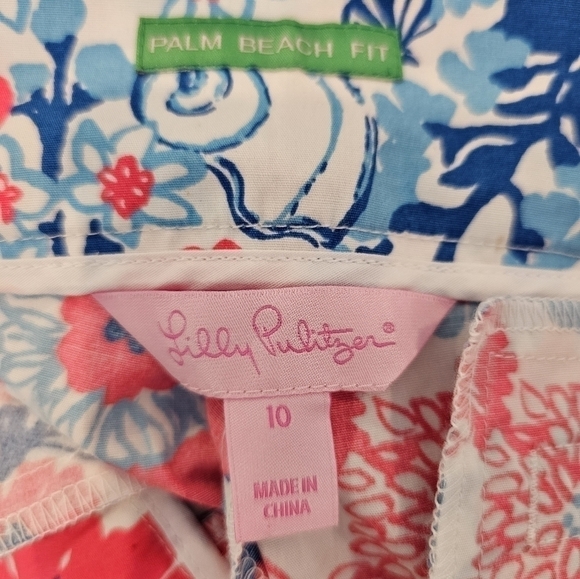 PALM BEACH FIT
Lilly Pulitzer®
10
MADE IN
CHINA